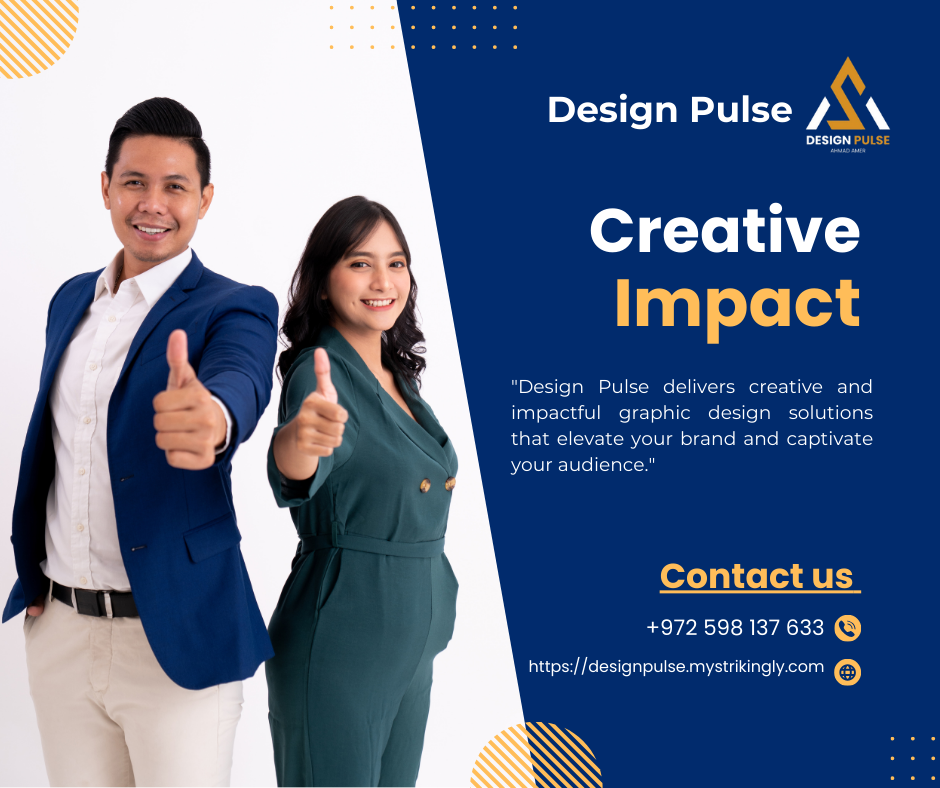 Design Pulse
DESIGN PULSE
AHMAD AMER
Creative
Impact
"Design Pulse delivers creative and
impactful graphic design solutions
that elevate your brand and captivate
your audience."
Contact us
+972 598 137 633
https://designpulse.mystrikingly.com